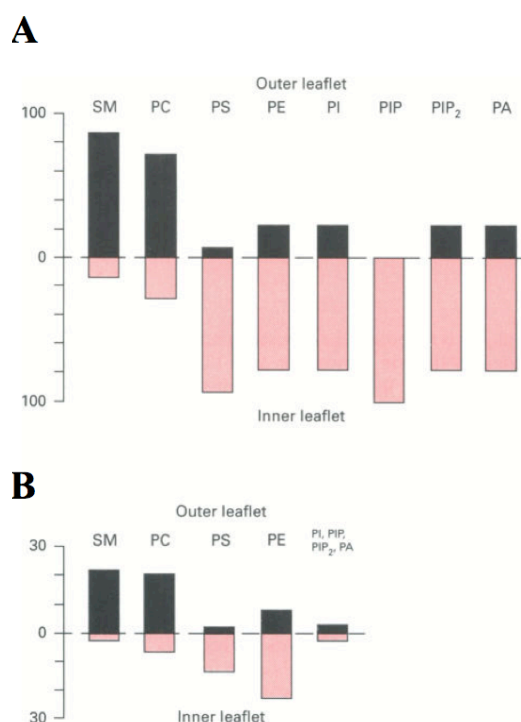 A
Outer leaflet
SM PC PS PE PI PIP PIP₂ PA
100
0
100
Inner leaflet
B
Outer leaflet
SM PC PS PE PI, PIP,
PIP₂, PA
30
0
30
Inner leaflet